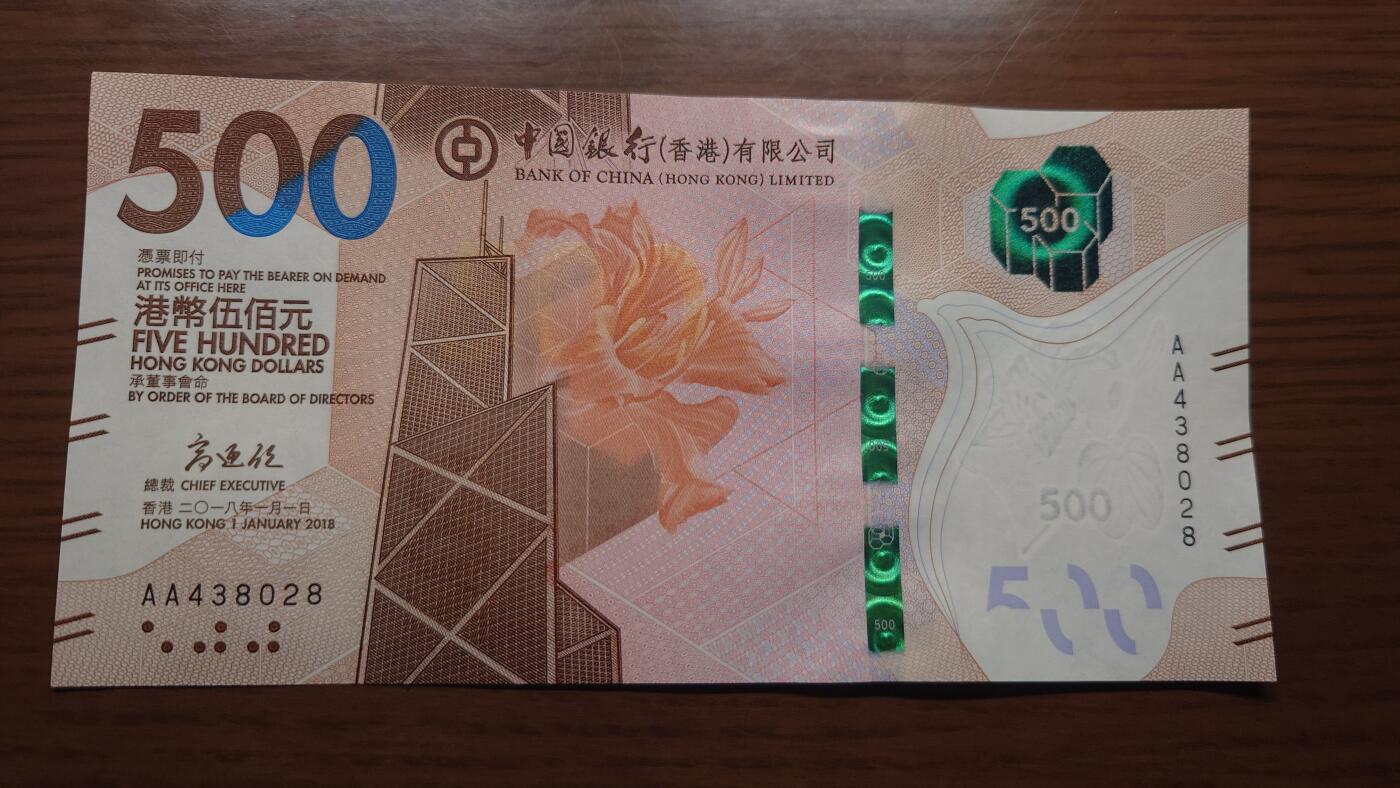 500
中国銀行(香港)有限公司
BANK OF CHINA (HONG KONG) LIMITED
憑票即付
PROMISES TO PAY THE BEARER ON DEMAND
AT ITS OFFICE HERE
港幣伍佰元
FIVE HUNDRED
HONG KONG DOLLARS
承董事會命
BY ORDER OF THE BOARD OF DIRECTORS
總裁 CHIEF EXECUTIVE
香港 二〇一八年一月一日
HONG KONG 1 JANUARY 2018
AA438028
500
500
500
500
500
AA438028
500